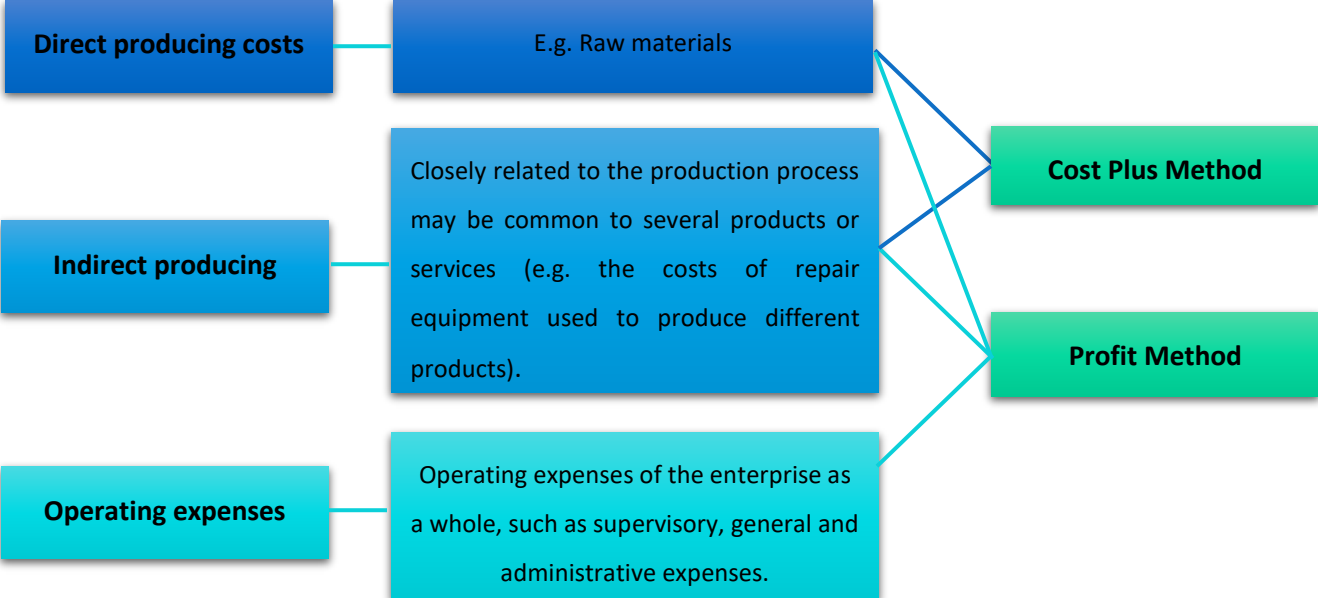 Direct producing costs
E.g. Raw materials
Closely related to the production process
may be common to several products or
services (e.g. the costs of repair
equipment used to produce different
products).
Indirect producing
Cost Plus Method
Profit Method
Operating expenses
Operating expenses of the enterprise as
a whole, such as supervisory, general and
administrative expenses.